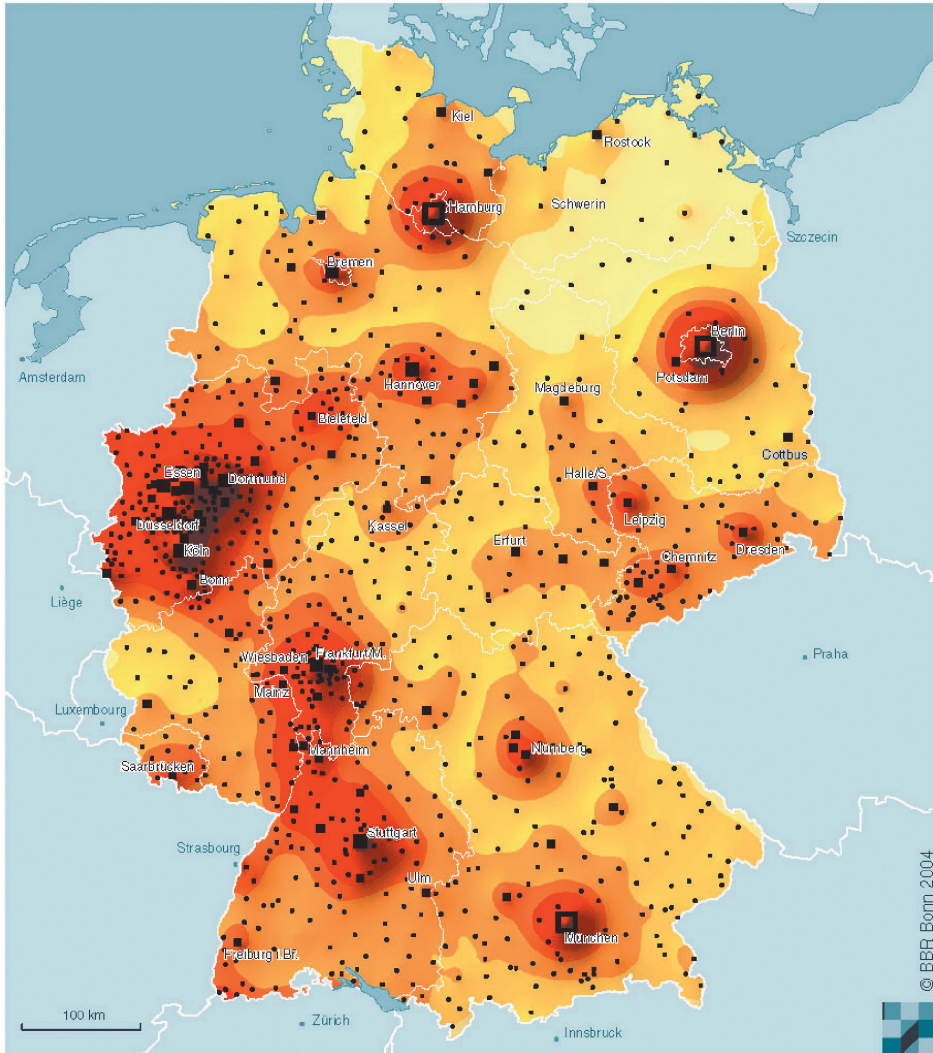 Kiel
Rostock
Hamburg
Schwerin
Szczecin
Bremen
Berlin
Amsterdam
Hannover
Potsdam
Magdeburg
Bielefeld
Cottbus
Essen
Dortmund
Halle/S.
Düsseldorf
Leipzig
Kassel
Erfurt
Dresden
Köln
Chemnitz
Bonn
Liège
Wiesbaden
Frankfurt/M.
Praha
Mainz
Luxembourg
Mannheim
Nürnberg
Saarbrücken
Stuttgart
Strasbourg
Ulm
München
Freiburg i.Br.
100 km
Zürich
Innsbruck
© BBR Bonn 2004